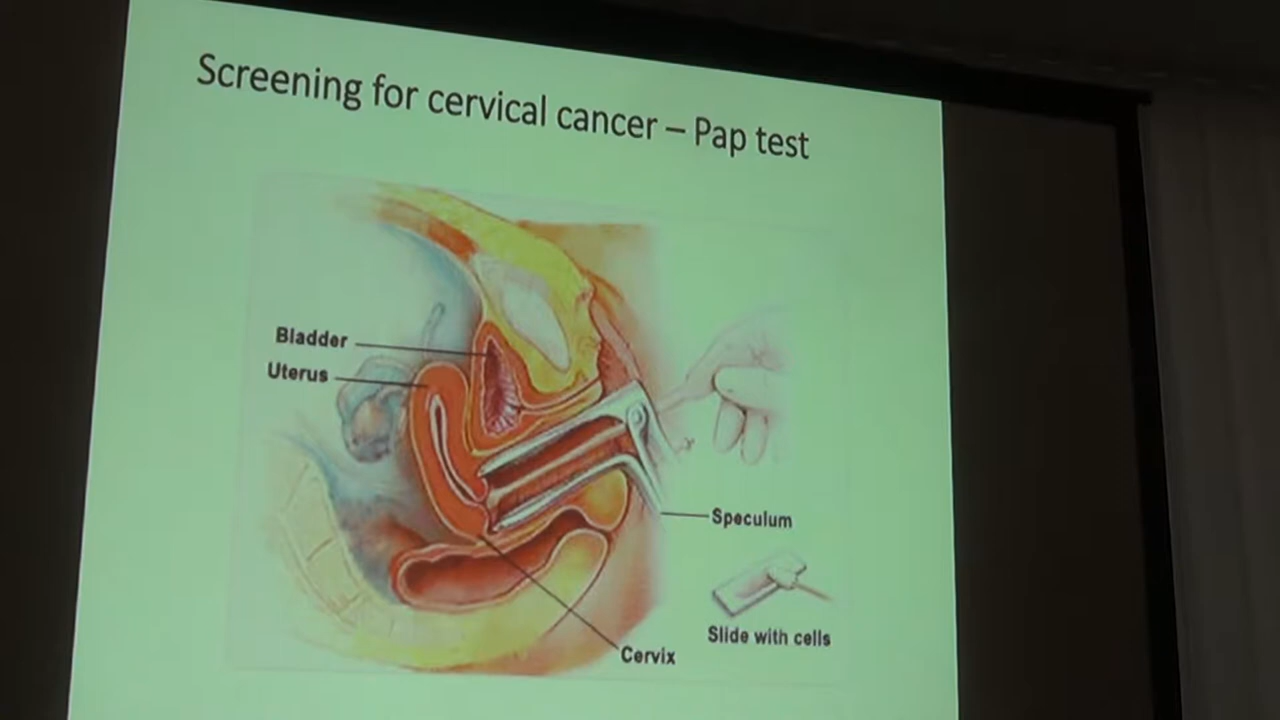 Screening for cervical cancer – Pap test
Bladder
Uterus
Speculum
Slide with cells
Cervix